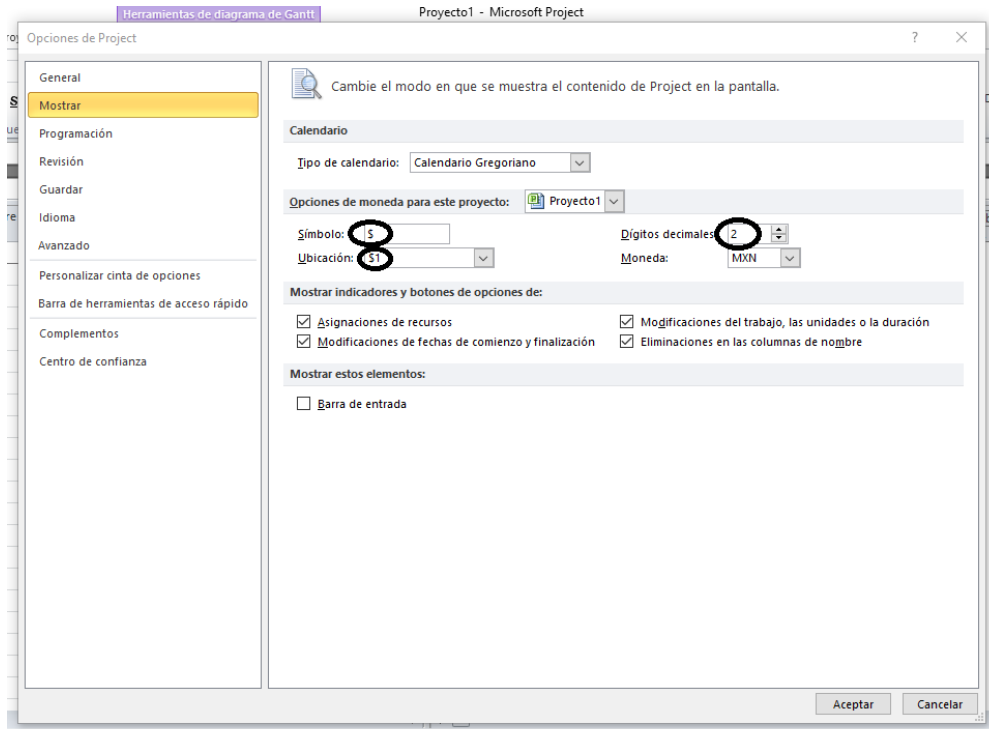 Herramientas de diagrama de Gantt
Proyecto1 - Microsoft Project
Opciones de Project
?
General
Mostrar
Programación
Revisión
Guardar
Idioma
Avanzado
Personalizar cinta de opciones
Barra de herramientas de acceso rápido
Complementos
Centro de confianza
Cambie el modo en que se muestra el contenido de Project en la pantalla.
Calendario
Tipo de calendario: Calendario Gregoriano
Opciones de moneda para este proyecto: Proyecto1
Símbolo: $ Dígitos decimales 2
Ubicación: $1 Moneda: MXN
Mostrar indicadores y botones de opciones de:
Asignaciones de recursos Modificaciones del trabajo, las unidades o la duración
Modificaciones de fechas de comienzo y finalización Eliminaciones en las columnas de nombre
Mostrar estos elementos:
Barra de entrada
Aceptar Cancelar